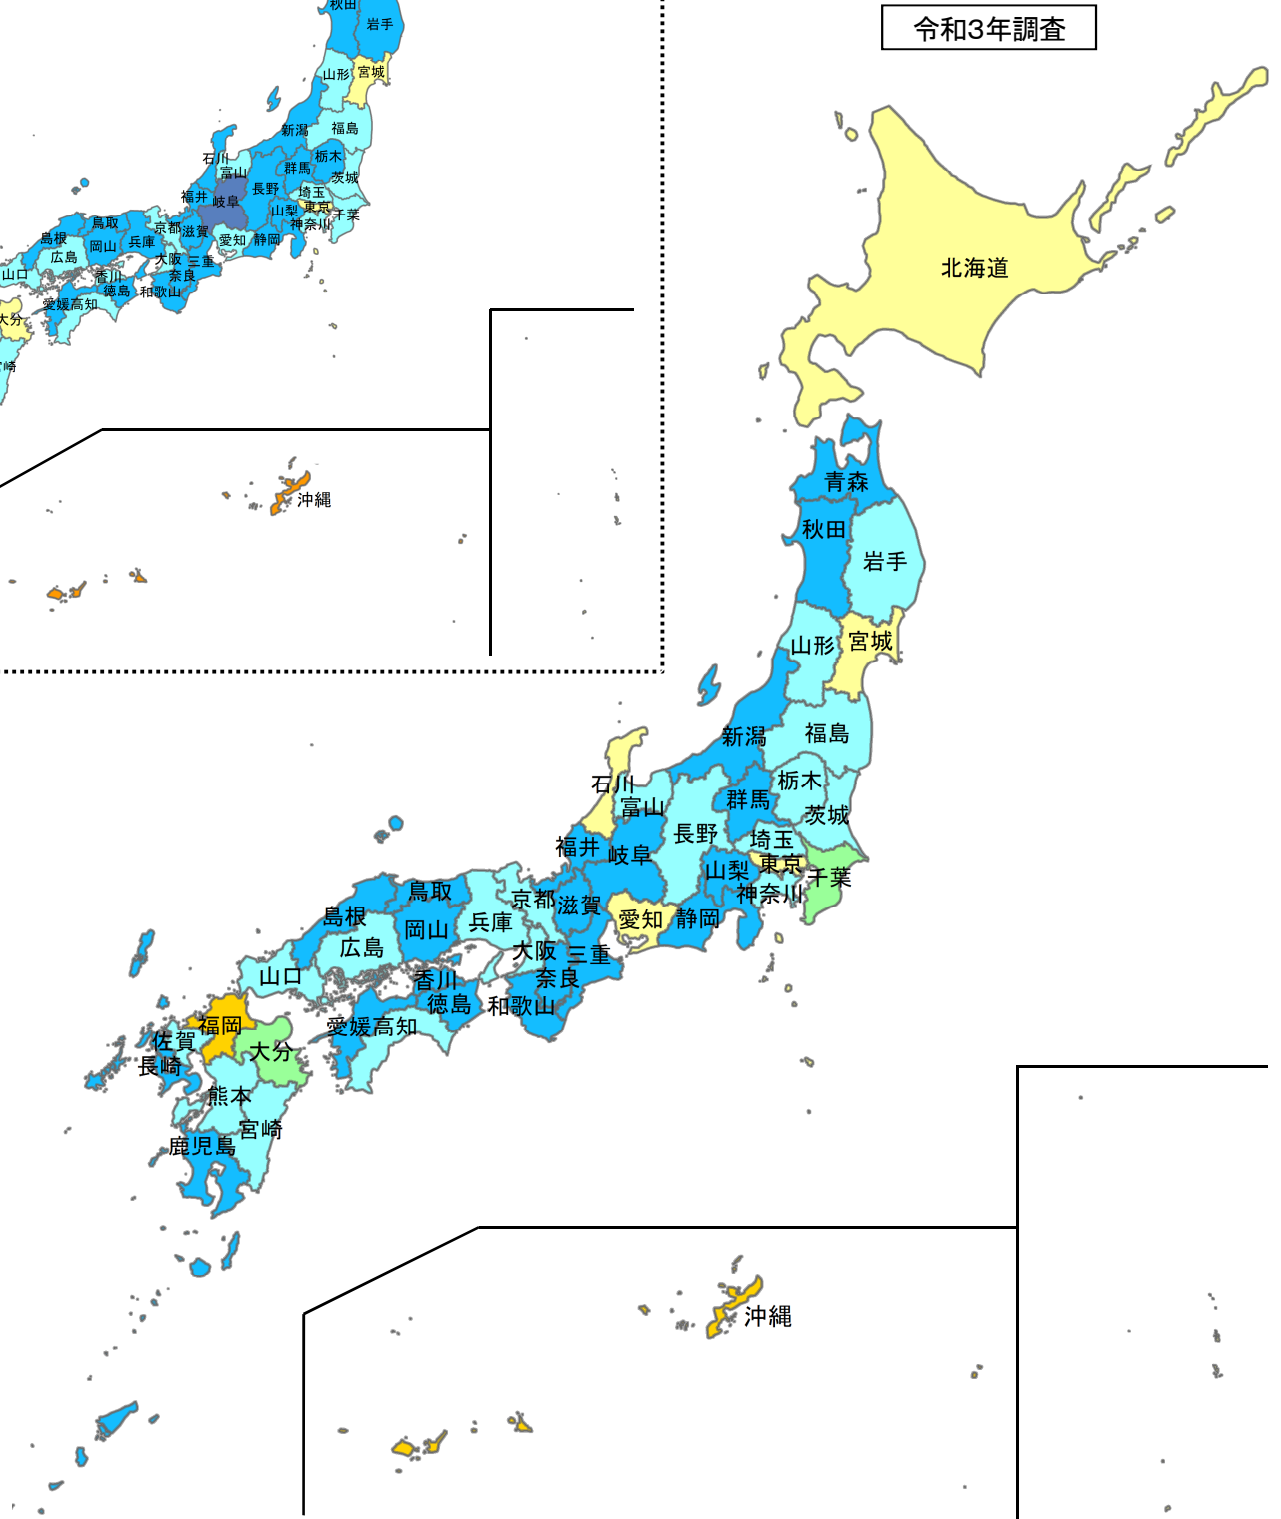 令和3年調査
秋田
岩手
山形
宮城
新潟
福島
石川
富山
群馬
栃木
茨城
長野
福井
岐阜
埼玉
東京
山梨
千葉
神奈川
鳥取
京都
滋賀
愛知
静岡
島根
岡山
兵庫
広島
大阪
三重
山口
香川
奈良
徳島
和歌山
愛媛
高知
大分
沖縄
北海道
青森
秋田
岩手
山形
宮城
新潟
福島
石川
富山
群馬
栃木
茨城
長野
埼玉
福井
岐阜
山梨
東京
千葉
神奈川
鳥取
京都
滋賀
愛知
静岡
島根
岡山
兵庫
広島
大阪
三重
山口
香川
奈良
徳島
和歌山
福岡
愛媛
高知
佐賀
大分
長崎
熊本
宮崎
鹿児島
沖縄